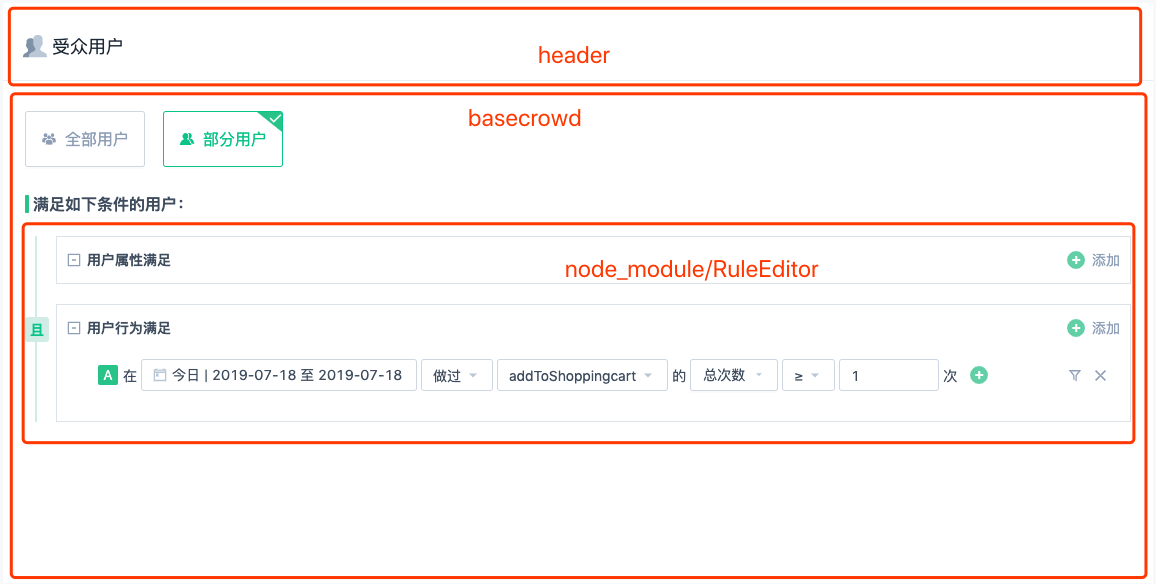 受众用户
header
basecrowd
全部用户
部分用户
满足如下条件的用户：
用户属性满足
node_module/RuleEditor
添加
且
用户行为满足
添加
A 在 今日 | 2019-07-18 至 2019-07-18 做过 addToShoppingcart 的 总次数 ≥ 1 次